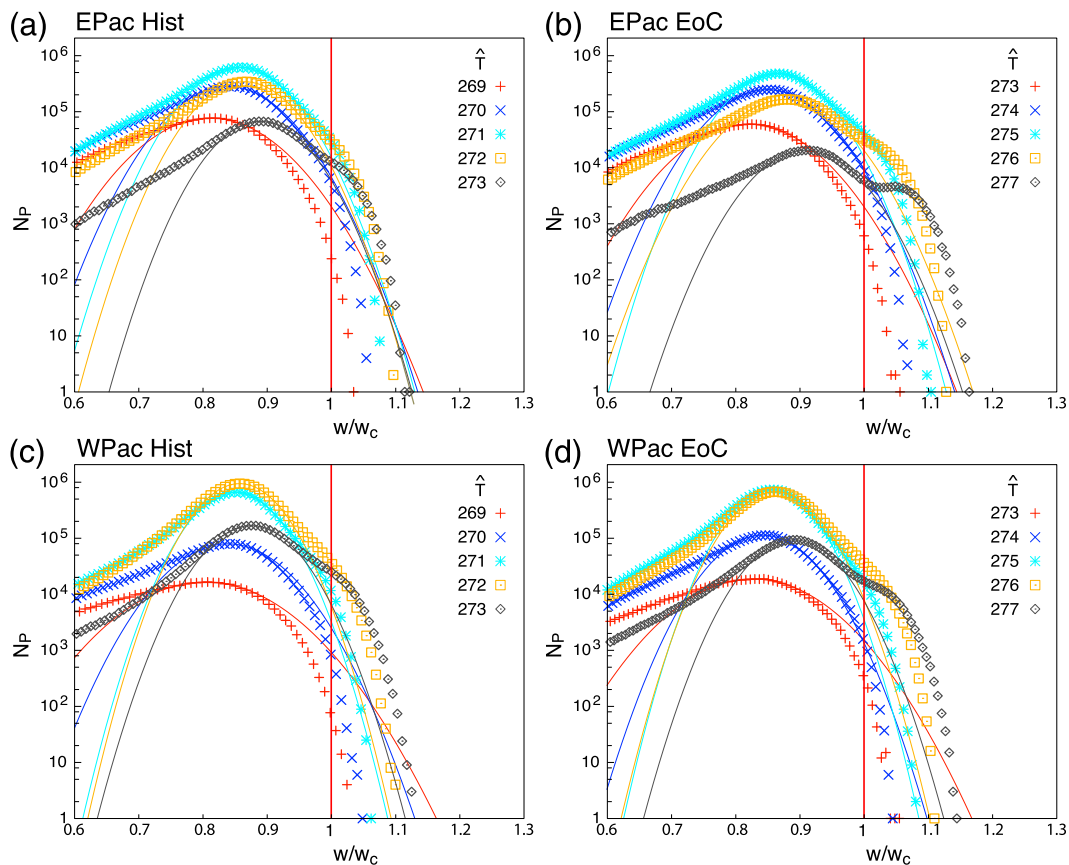 (a) EPac Hist
T̂
269
270
271
272
273
10⁶
10⁵
10⁴
10³
10²
10
1
N_P
0.6 0.7 0.8 0.9 1 1.1 1.2 1.3
w/w_c
(b) EPac EoC
T̂
273
274
275
276
277
10⁶
10⁵
10⁴
10³
10²
10
1
N_P
0.6 0.7 0.8 0.9 1 1.1 1.2 1.3
w/w_c
(c) WPac Hist
T̂
269
270
271
272
273
10⁶
10⁵
10⁴
10³
10²
10
1
N_P
0.6 0.7 0.8 0.9 1 1.1 1.2 1.3
w/w_c
(d) WPac EoC
T̂
273
274
275
276
277
10⁶
10⁵
10⁴
10³
10²
10
1
N_P
0.6 0.7 0.8 0.9 1 1.1 1.2 1.3
w/w_c